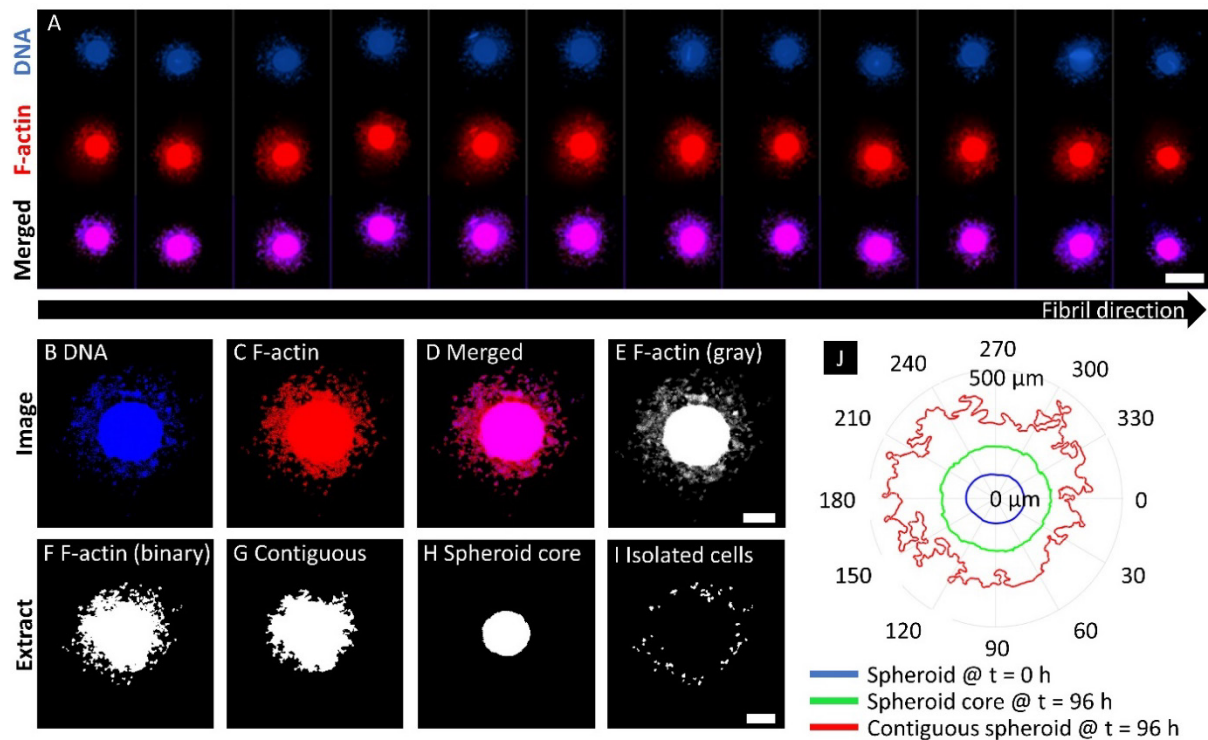 A
DNA
F-actin
Merged
Fibril direction
B DNA
C F-actin
D Merged
E F-actin (gray)
Image
F F-actin (binary)
G Contiguous
H Spheroid core
I Isolated cells
Extract
J
270
240
300
500 µm
210
330
180
0 µm
0
150
30
120
60
90
Spheroid @ t = 0 h
Spheroid core @ t = 96 h
Contiguous spheroid @ t = 96 h